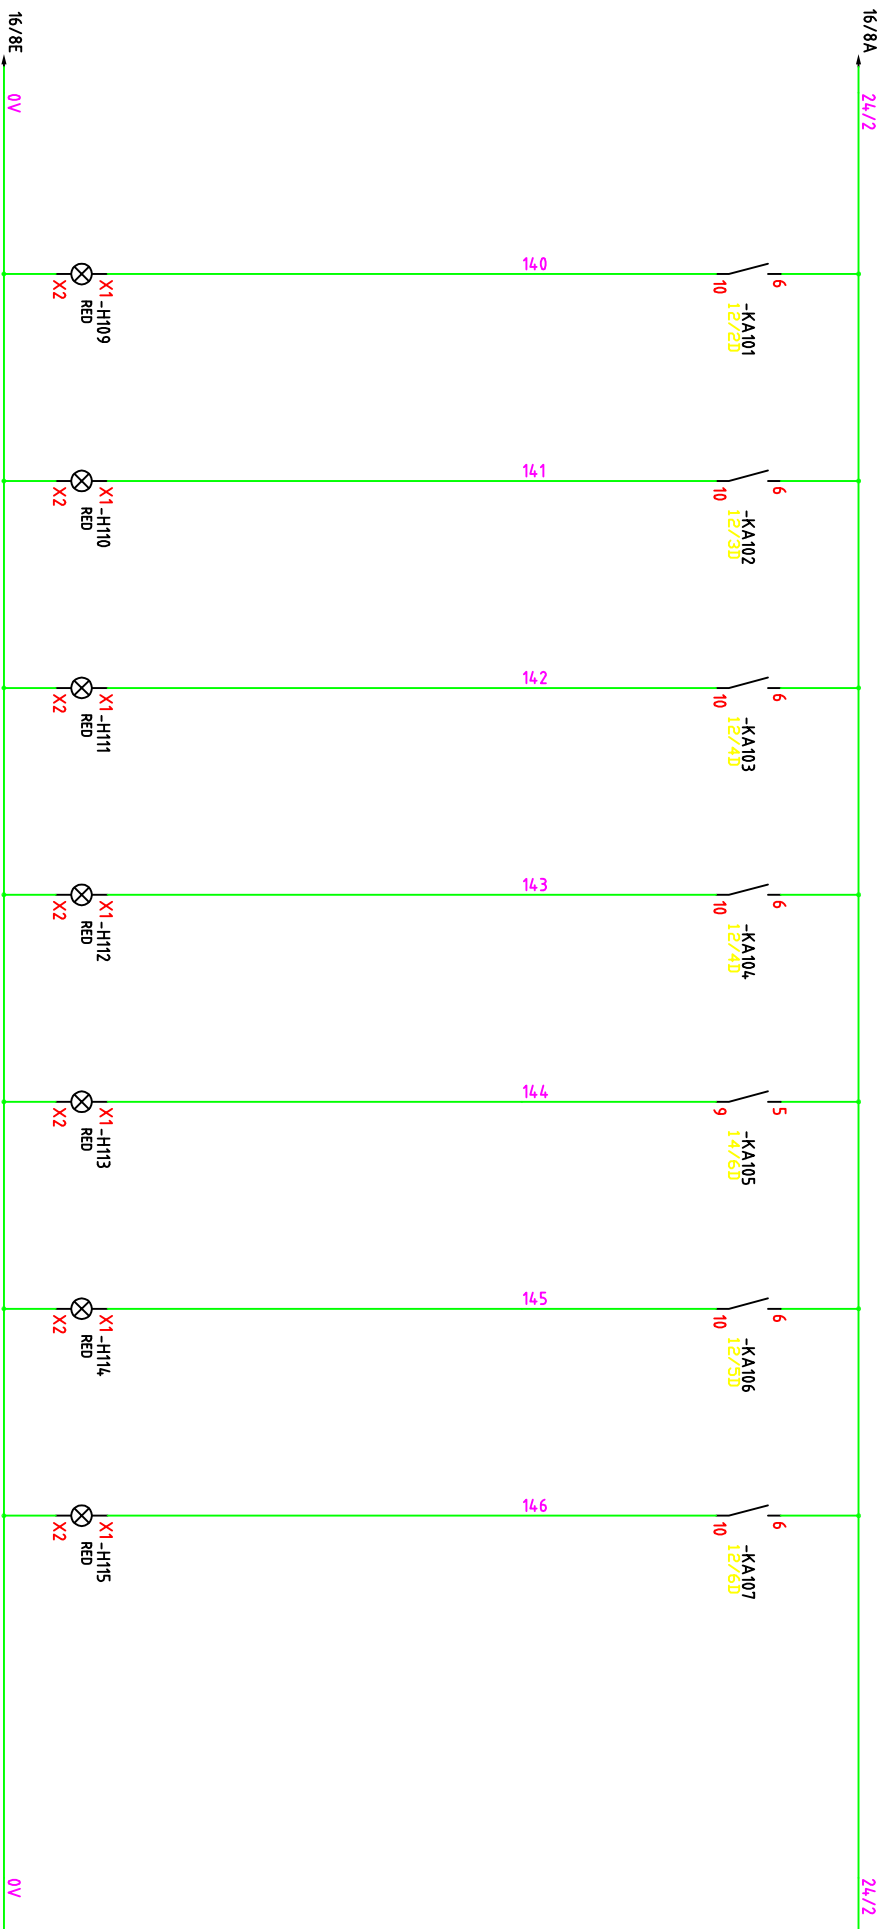 16/8A
24/2
16/8E
0V
140
6
10
-KA101
12/2D
X1
-H109
X2
RED
141
6
10
-KA102
12/3D
X1
-H110
X2
RED
142
6
10
-KA103
12/4D
X1
-H111
X2
RED
143
6
10
-KA104
12/4D
X1
-H112
X2
RED
144
5
9
-KA105
14/6D
X1
-H113
X2
RED
145
6
10
-KA106
12/5D
X1
-H114
X2
RED
146
6
10
-KA107
12/6D
X1
-H115
X2
RED
24/2
0V